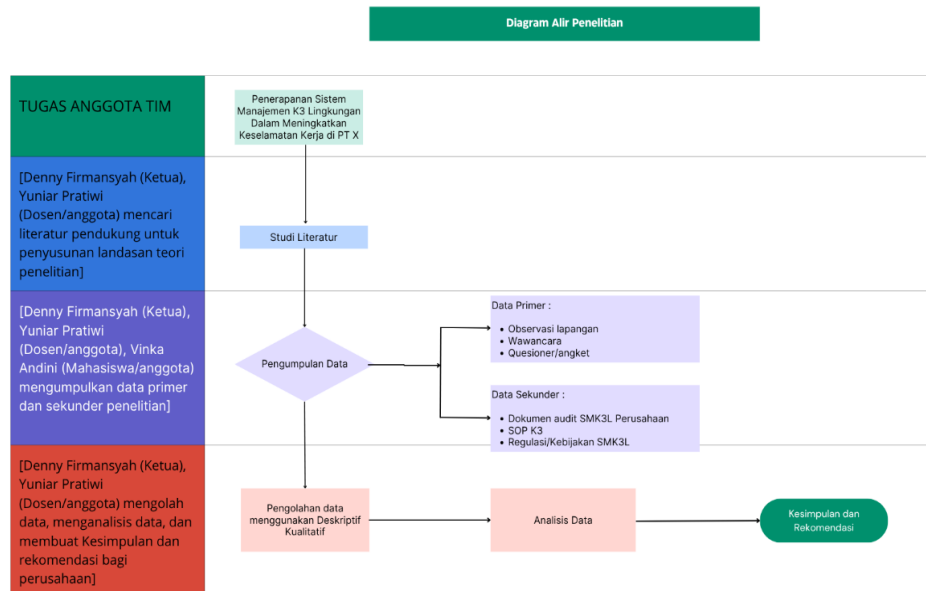 Diagram Alir Penelitian
TUGAS ANGGOTA TIM
Penerapanan Sistem
Manajemen K3 Lingkungan
Dalam Meningkatkan
Keselamatan Kerja di PT X
[Denny Firmansyah (Ketua),
Yuniar Pratiwi
(Dosen/anggota) mencari
literatur pendukung untuk
penyusunan landasan teori
penelitian]
Studi Literatur
[Denny Firmansyah (Ketua),
Yuniar Pratiwi
(Dosen/anggota), Vinka
Andini (Mahasiswa/anggota)
mengumpulkan data primer
dan sekunder penelitian]
Pengumpulan Data
Data Primer :
• Observasi lapangan
• Wawancara
• Quesioner/angket
Data Sekunder :
• Dokumen audit SMK3L Perusahaan
• SOP K3
• Regulasi/Kebijakan SMK3L
[Denny Firmansyah (Ketua),
Yuniar Pratiwi
(Dosen/anggota) mengolah
data, menganalisis data, dan
membuat Kesimpulan dan
rekomendasi bagi
perusahaan]
Pengolahan data
menggunakan Deskriptif
Kualitatif
Analisis Data
Kesimpulan dan
Rekomendasi